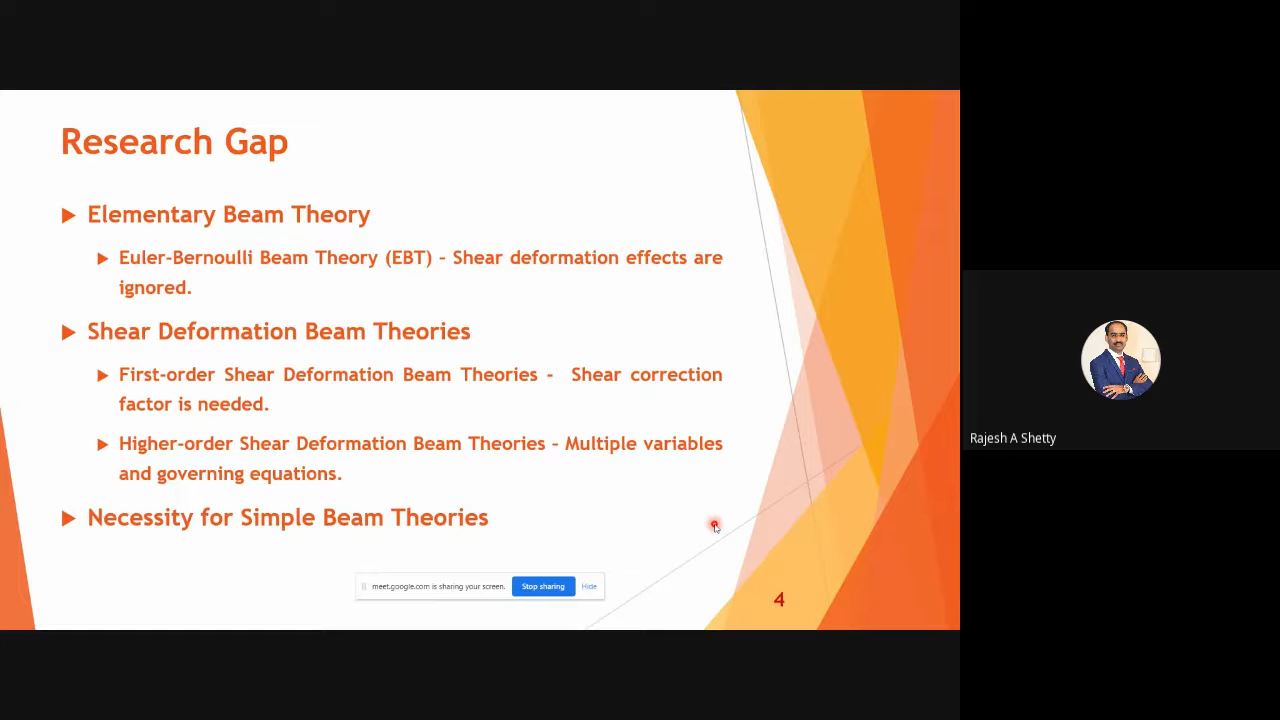 Research Gap
Elementary Beam Theory
Euler-Bernoulli Beam Theory (EBT) – Shear deformation effects are
ignored.
Shear Deformation Beam Theories
First-order Shear Deformation Beam Theories - Shear correction
factor is needed.
Higher-order Shear Deformation Beam Theories – Multiple variables
and governing equations.
Necessity for Simple Beam Theories
meet.google.com is sharing your screen. Stop sharing Hide
4
Rajesh A Shetty